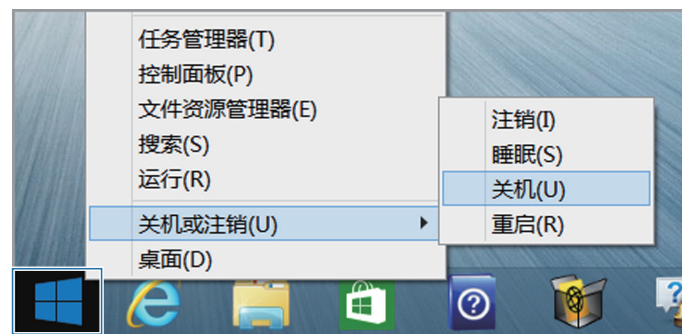 任务管理器(T)
控制面板(P)
文件资源管理器(E)
搜索(S)
运行(R)
关机或注销(U)
桌面(D)
注销(I)
睡眠(S)
关机(U)
重启(R)
?
?